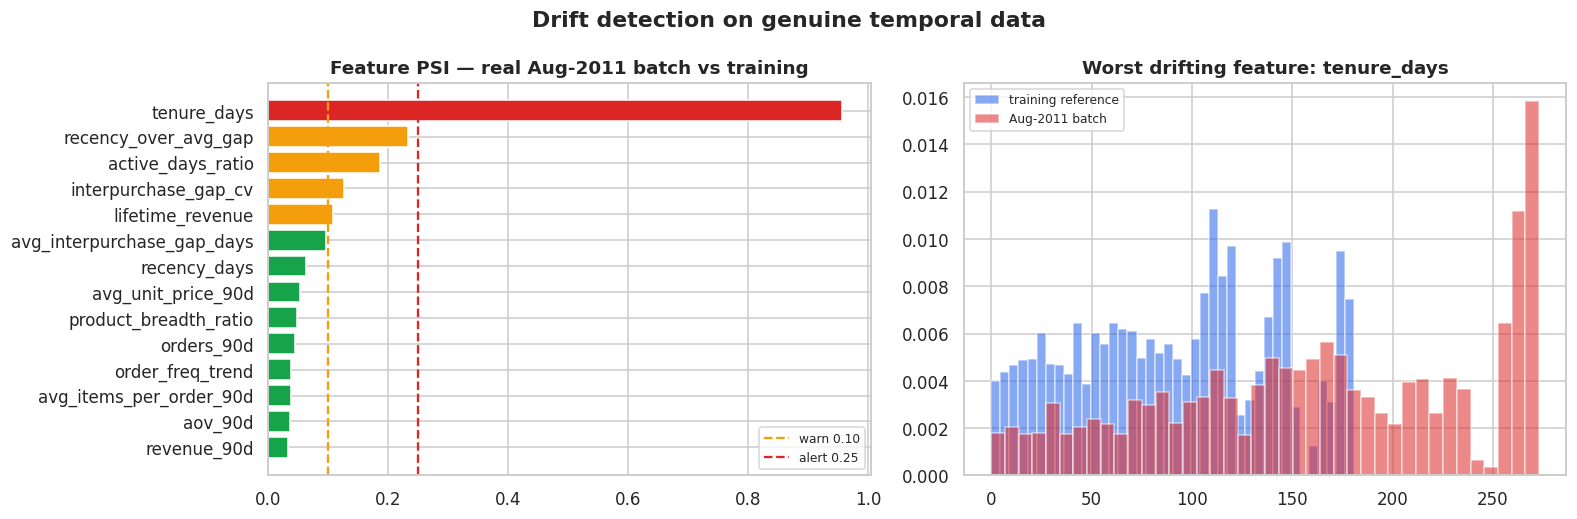 Drift detection on genuine temporal data
Feature PSI — real Aug-2011 batch vs training
tenure_days
recency_over_avg_gap
active_days_ratio
interpurchase_gap_cv
lifetime_revenue
avg_interpurchase_gap_days
recency_days
avg_unit_price_90d
product_breadth_ratio
orders_90d
order_freq_trend
avg_items_per_order_90d
aov_90d
revenue_90d
warn 0.10
alert 0.25
0.0 0.2 0.4 0.6 0.8 1.0
Worst drifting feature: tenure_days
training reference
Aug-2011 batch
0.016
0.014
0.012
0.010
0.008
0.006
0.004
0.002
0.000
0 50 100 150 200 250